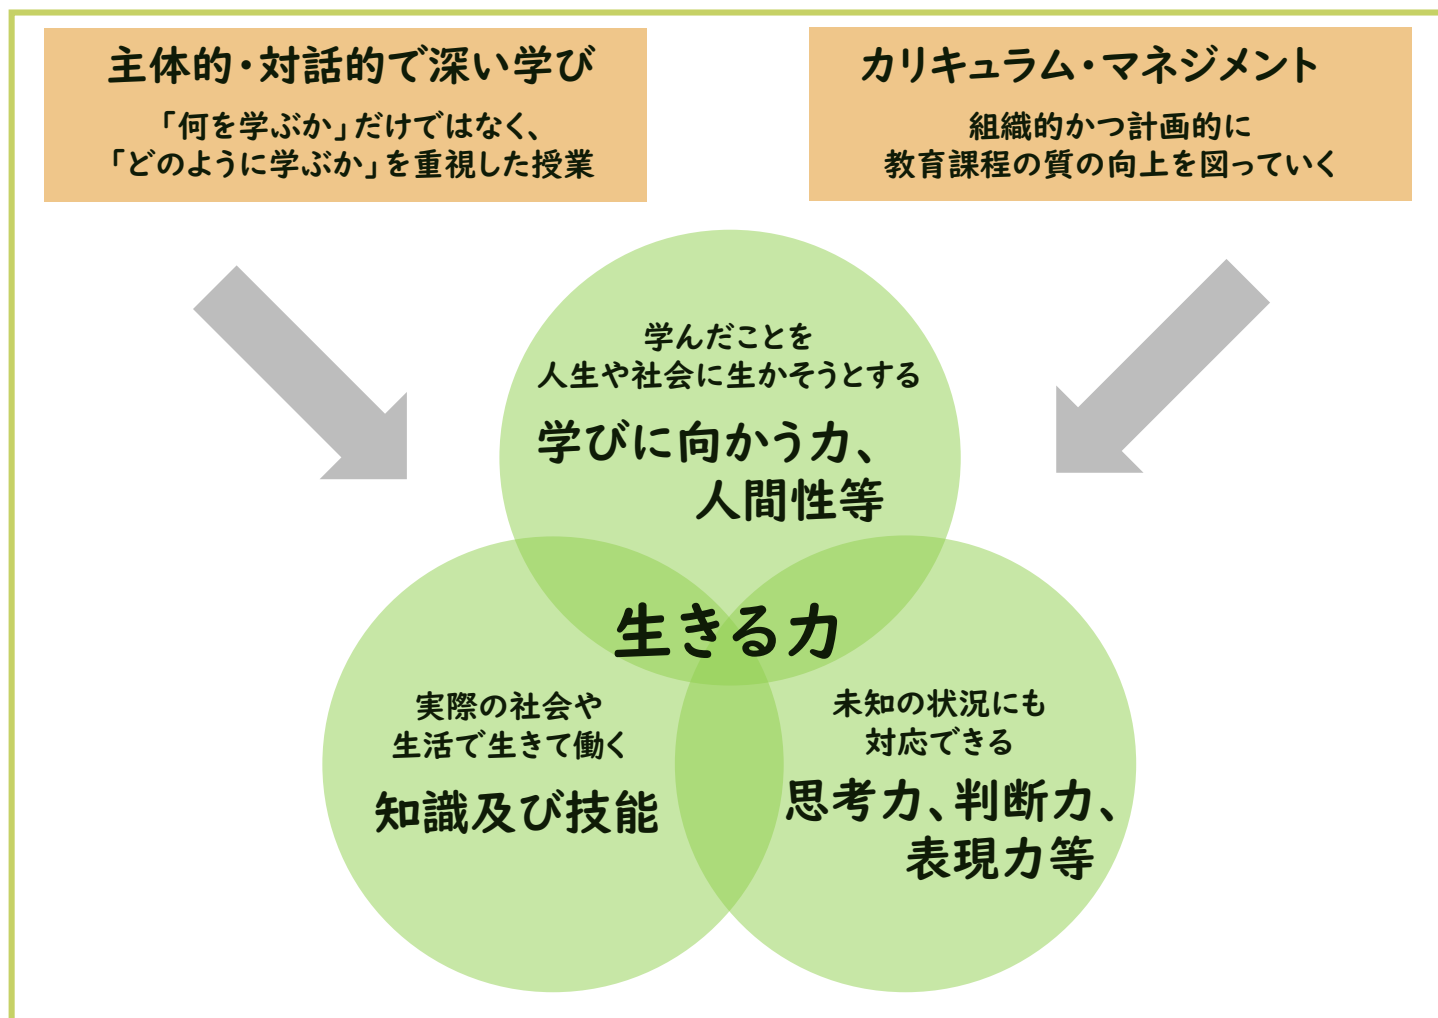 主体的・対話的で深い学び
「何を学ぶか」だけではなく、
「どのように学ぶか」を重視した授業
カリキュラム・マネジメント
組織的かつ計画的に
教育課程の質の向上を図っていく
学んだことを
人生や社会に生かそうとする
学びに向かう力、
人間性等
生きる力
実際の社会や
生活で生きて働く
知識及び技能
未知の状況にも
対応できる
思考力、判断力、
表現力等